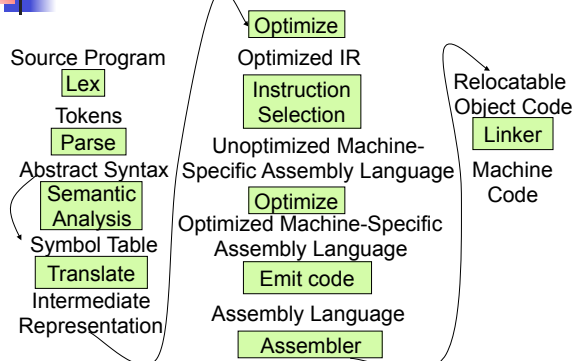 Source Program
Lex
Tokens
Parse
Abstract Syntax
Semantic
Analysis
Symbol Table
Translate
Intermediate
Representation
Optimize
Optimized IR
Instruction
Selection
Unoptimized Machine-
Specific Assembly Language
Optimize
Optimized Machine-Specific
Assembly Language
Emit code
Assembly Language
Assembler
Relocatable
Object Code
Linker
Machine
Code